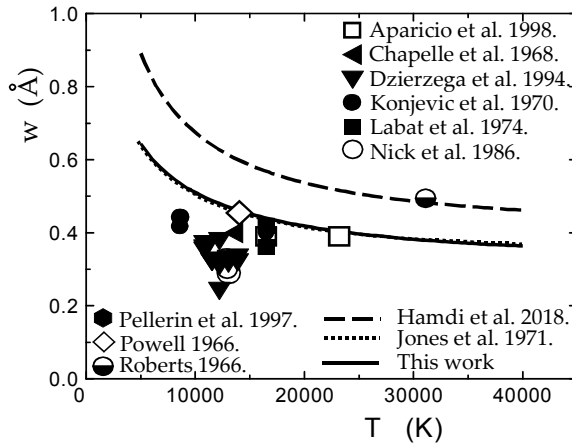 1.0
0.8
0.6
0.4
0.2
0.0
w (Å)
Aparicio et al. 1998.
Chapelle et al. 1968.
Dzierzega et al. 1994.
Konjevic et al. 1970.
Labat et al. 1974.
Nick et al. 1986.
Pellerin et al. 1997.
Powell 1966.
Roberts 1966.
Hamdi et al. 2018.
Jones et al. 1971.
This work
0 10000 20000 30000 40000
T (K)